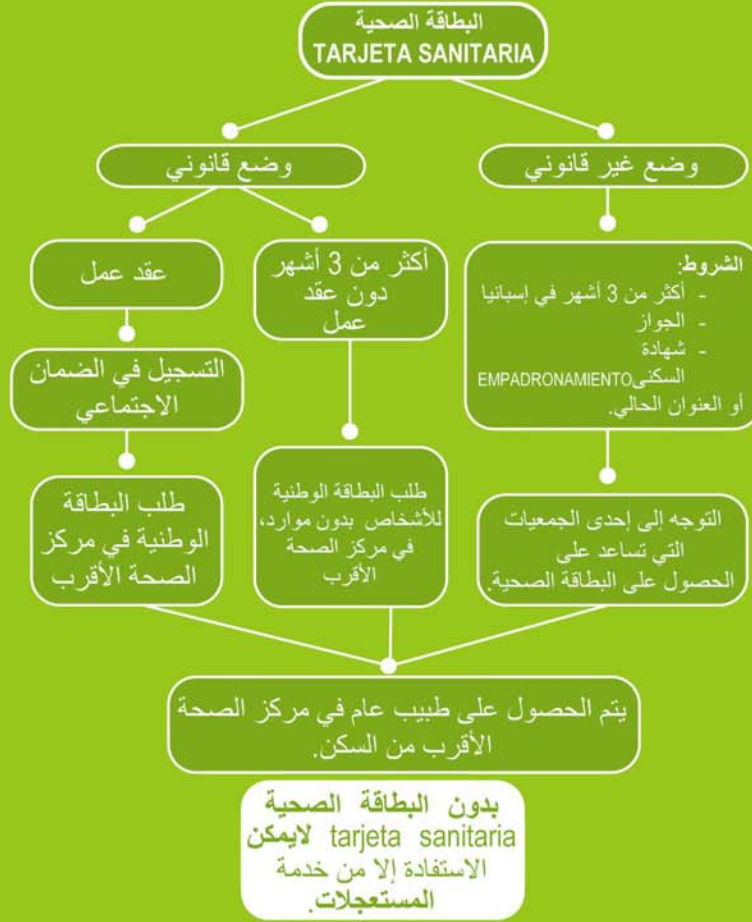 البطاقة الصحية
TARJETA SANITARIA
وضع غير قانوني
وضع قانوني
الشروط:
- أكثر من 3 أشهر في إسبانيا
- الجواز
- شهادة
السكنىEMPADRONAMIENTO
أو العنوان الحالي.
أكثر من 3 أشهر
دون عقد
عمل
عقد عمل
التسجيل في الضمان
الاجتماعي
التوجه إلى إحدى الجمعيات
التي تساعد على
الحصول على البطاقة الصحية.
طلب البطاقة الوطنية
للأشخاص بدون موارد،
في مركز الصحة
الأقرب
طلب البطاقة
الوطنية في مركز
الصحة الأقرب
يتم الحصول على طبيب عام في مركز الصحة
الأقرب من السكن.
بدون البطاقة الصحية
tarjeta sanitaria لايمكن
الاستفادة إلا من خدمة
المستعجلات.